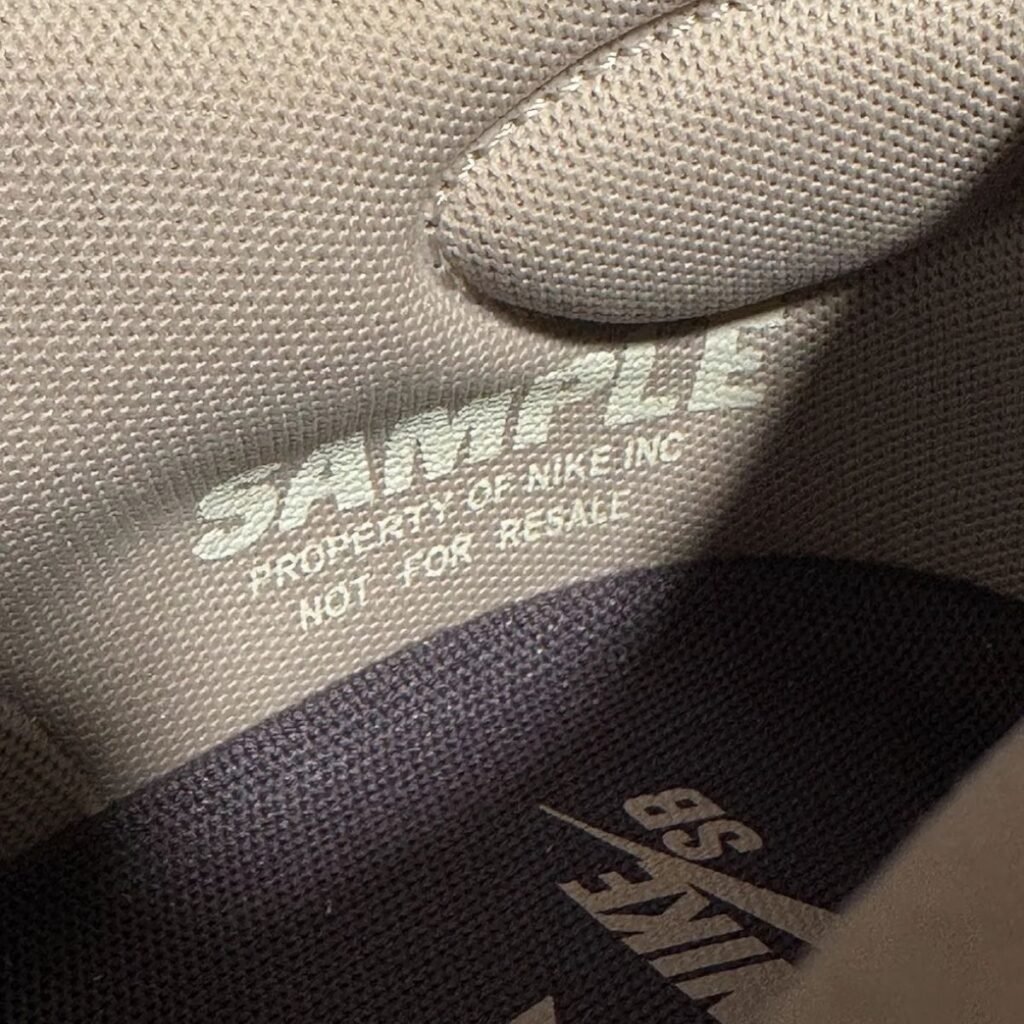 SAMPLE
PROPERTY OF NIKE INC
NOT FOR RESALE
SB
NIKE